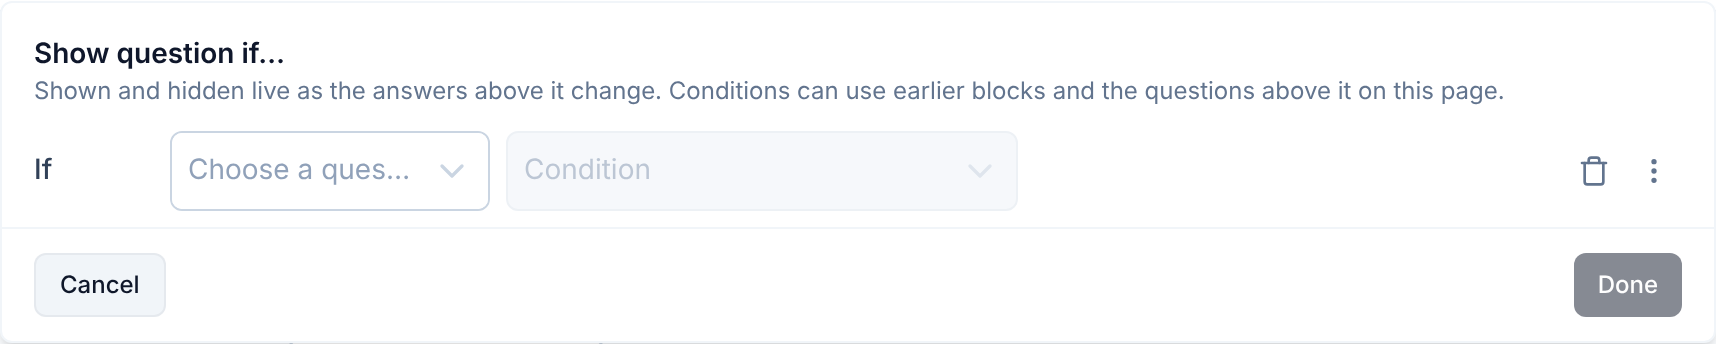 Show question if...
Shown and hidden live as the answers above it change. Conditions can use earlier blocks and the questions above it on this page.
If Choose a ques... Condition
Cancel Done